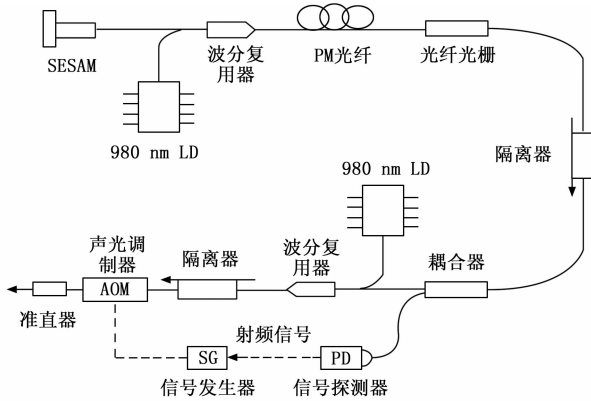 SESAM
波分复
用器
PM光纤
光纤光栅
980 nm LD
隔离器
980 nm LD
声光调
制器
隔离器
波分复
用器
耦合器
AOM
准直器
射频信号
SG
PD
信号发生器
信号探测器